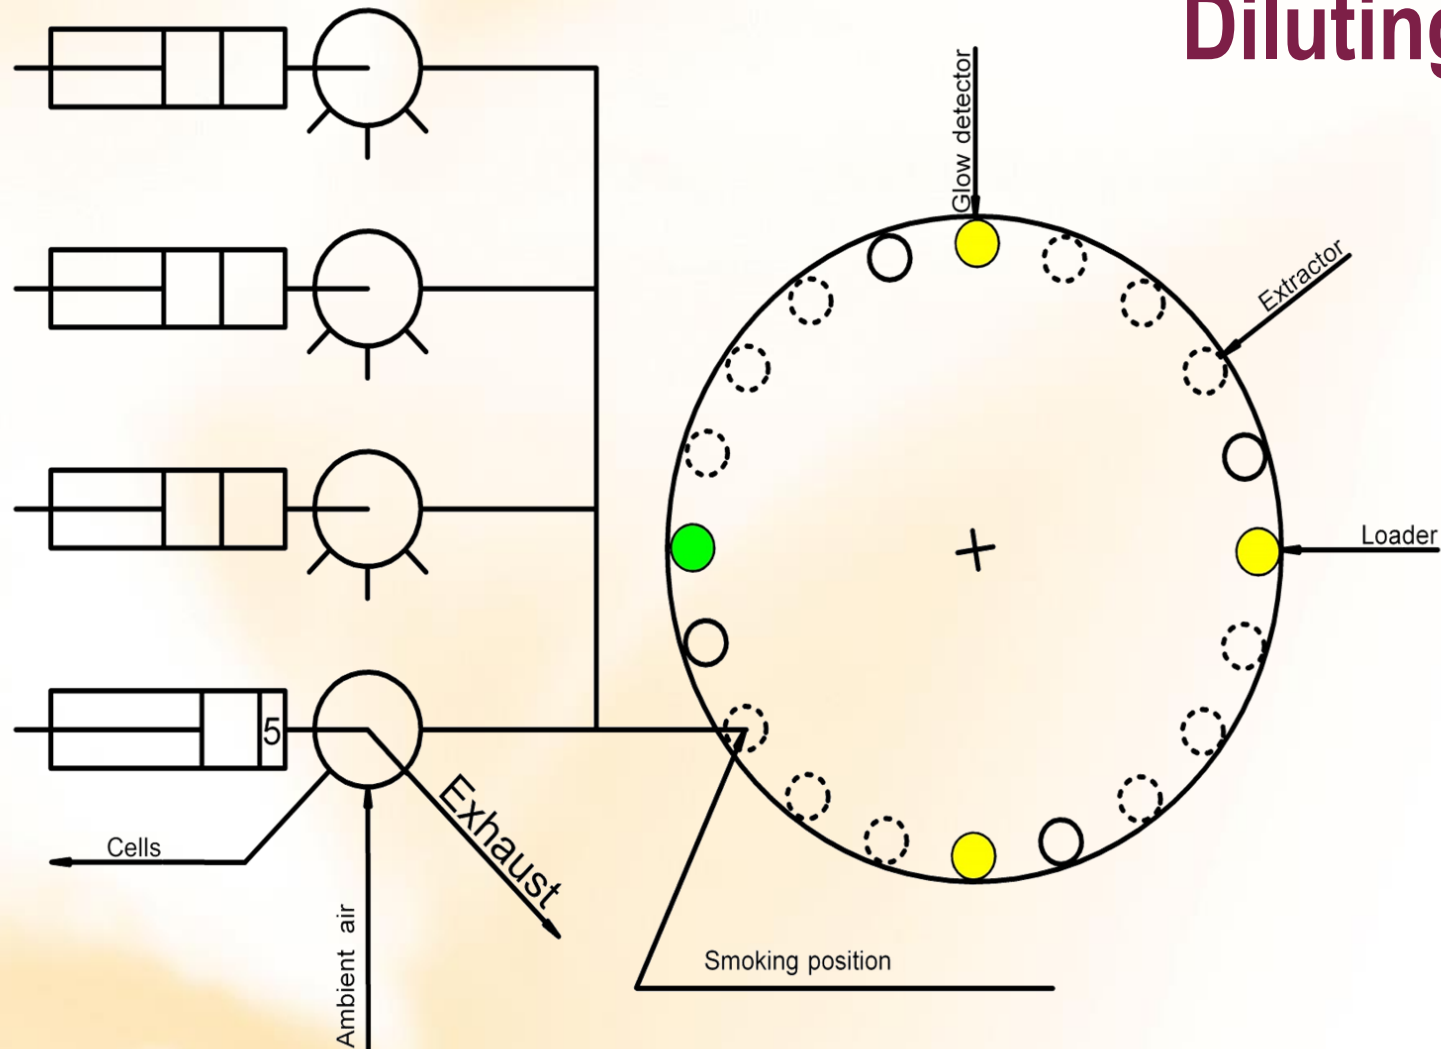 Diluting
Glow detector
Extractor
Loader
5
Exhaust
Cells
Ambient air
Smoking position